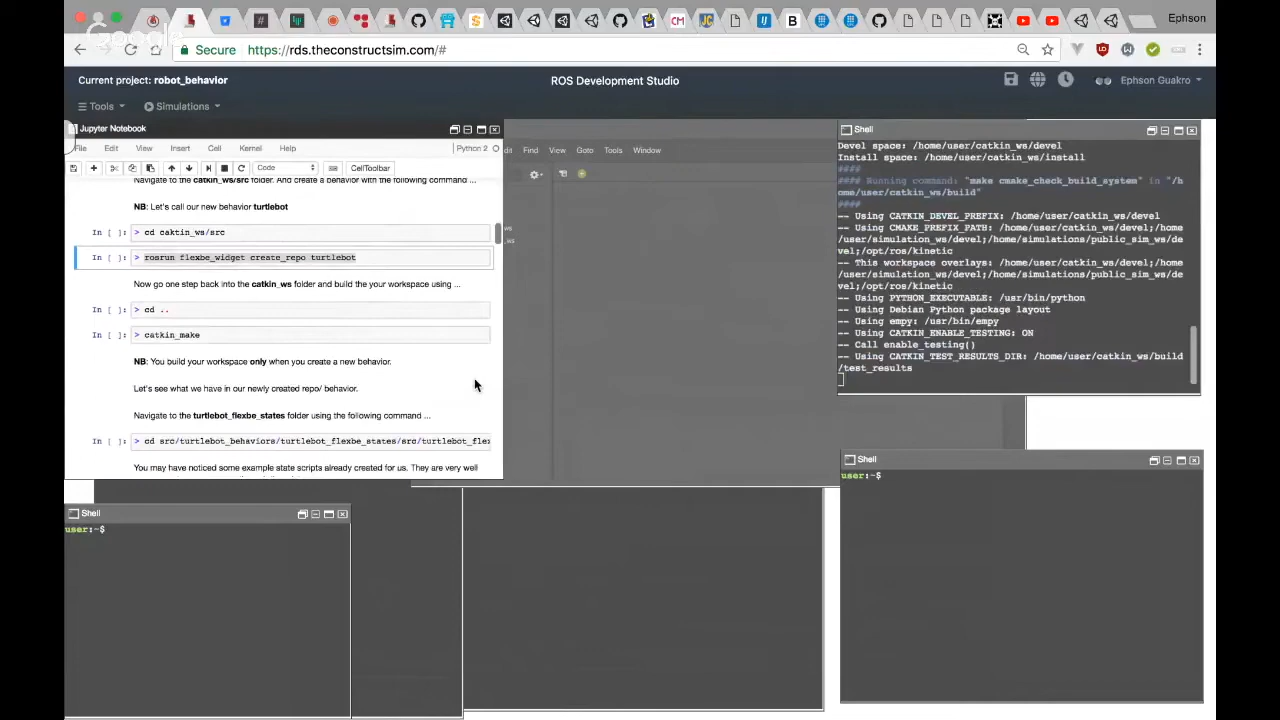 Ephson
Google
Secure https://rds.theconstructsim.com/#
Current project: robot_behavior
ROS Development Studio
Ephson Guakro
Tools
Simulations
Jupyter Notebook
File Edit View Insert Cell Kernel Help
Python 2
Code
CellToolbar
Navigate to the catkin_ws/src folder. And create a behavior with the following command ...
NB: Let's call our new behavior turtlebot
In [ ]: > cd caktin_ws/src
In [ ]: > rosrun flexbe_widget create_repo turtlebot
Now go one step back into the catkin_ws folder and build the your workspace using ...
In [ ]: > cd ..
In [ ]: > catkin_make
NB: You build your workspace only when you create a new behavior.
Let's see what we have in our newly created repo/ behavior.
Navigate to the turtlebot_flexbe_states folder using the following command ...
In [ ]: > cd src/turtlebot_behaviors/turtlebot_flexbe_states/src/turtlebot_flex
You may have noticed some example state scripts already created for us. They are very well
dit Find View Goto Tools Window
ws
_ws
Shell
Devel space: /home/user/catkin_ws/devel
Install space: /home/user/catkin_ws/install
####
#### Running command: "make cmake_check_build_system" in "/h
ome/user/catkin_ws/build"
####
-- Using CATKIN_DEVEL_PREFIX: /home/user/catkin_ws/devel
-- Using CMAKE_PREFIX_PATH: /home/user/catkin_ws/devel;/home
/user/simulation_ws/devel;/home/simulations/public_sim_ws/de
vel;/opt/ros/kinetic
-- This workspace overlays: /home/user/catkin_ws/devel;/home
/user/simulation_ws/devel;/home/simulations/public_sim_ws/de
vel;/opt/ros/kinetic
-- Using PYTHON_EXECUTABLE: /usr/bin/python
-- Using Debian Python package layout
-- Using empy: /usr/bin/empy
-- Using CATKIN_ENABLE_TESTING: ON
-- Call enable_testing()
-- Using CATKIN_TEST_RESULTS_DIR: /home/user/catkin_ws/build
/test_results
Shell
user:~$
Shell
user:~$